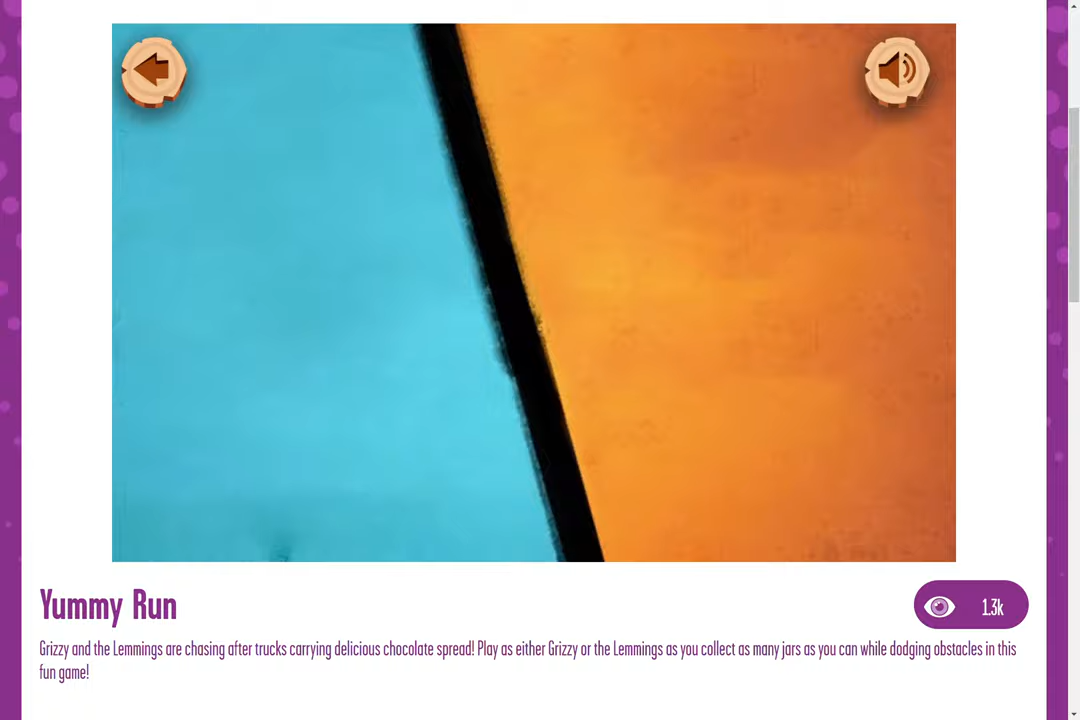 Yummy Run
1.3k
Grizzy and the Lemmings are chasing after trucks carrying delicious chocolate spread! Play as either Grizzy or the Lemmings as you collect as many jars as you can while dodging obstacles in this
fun game!